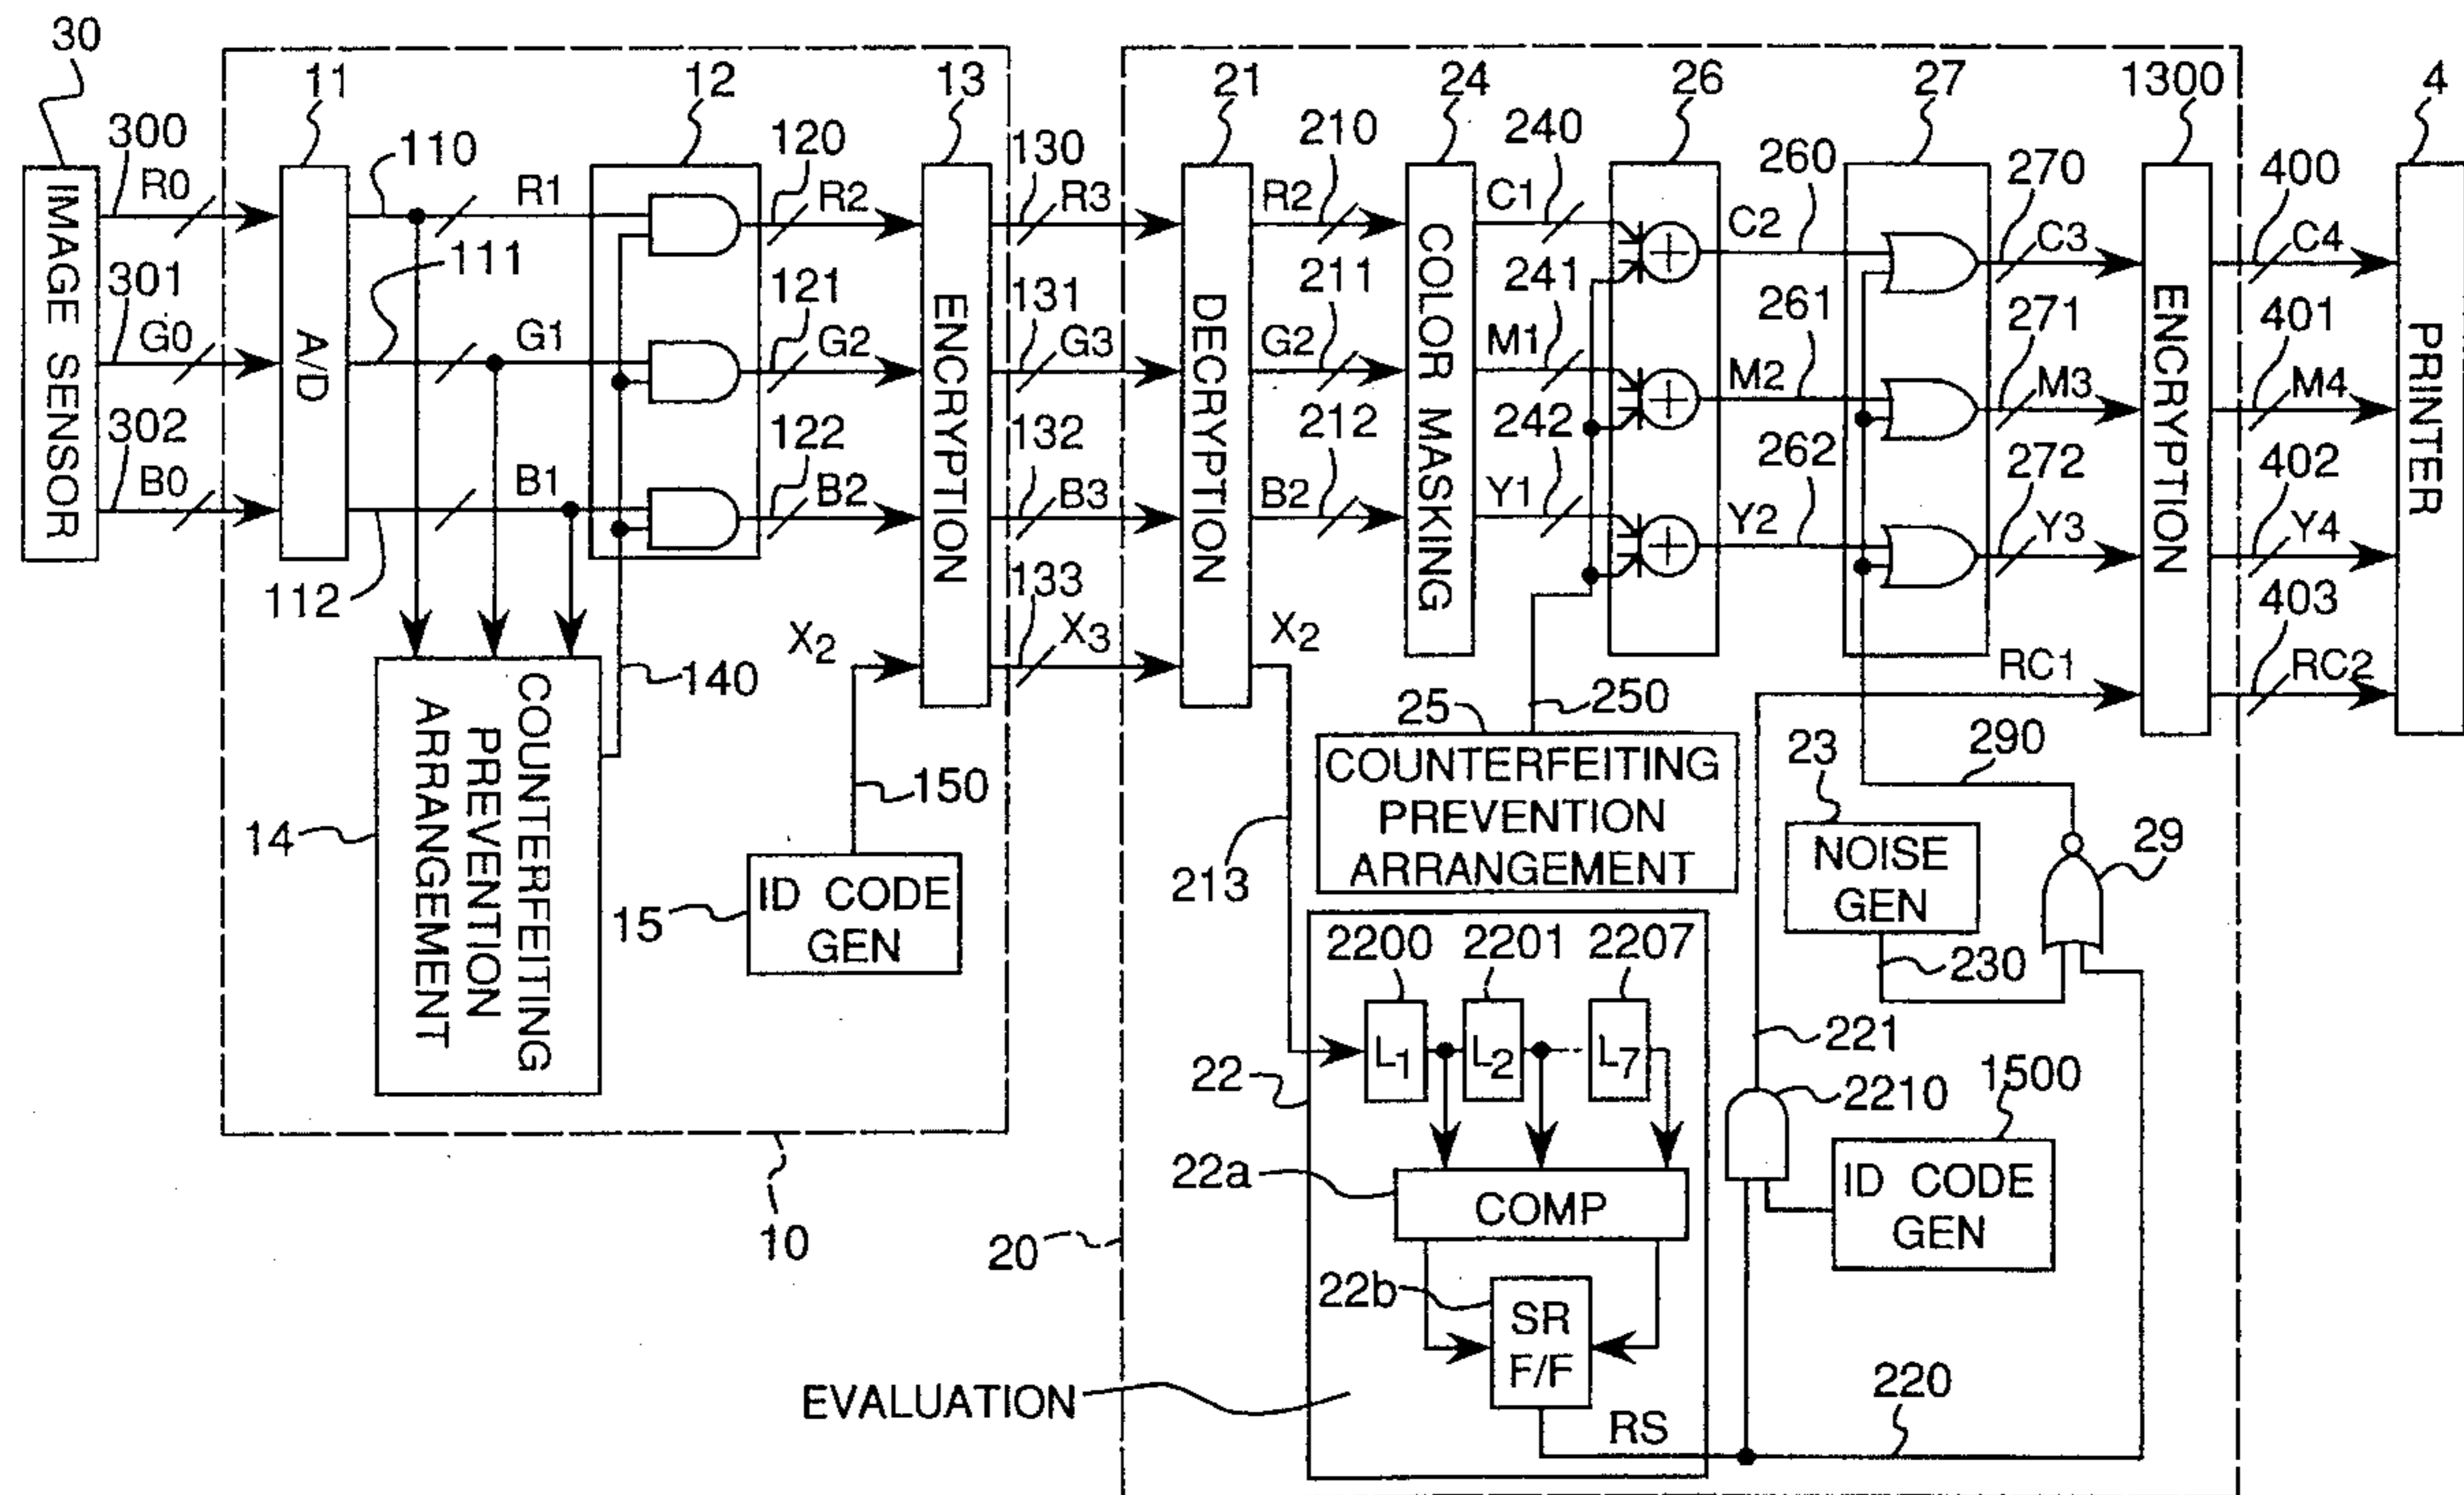 30
11
12
13
21
24
26
27
1300
4
300
110
120
130
210
240
260
270
400
R0
R1
R2
R3
R2
C1
C2
C3
C4
301
111
121
131
211
241
261
271
401
G0
G1
G2
G3
G2
M1
M2
M3
M4
302
112
122
132
212
242
262
272
402
B0
B1
B2
B3
B2
Y1
Y2
Y3
Y4
133
403
X2
X3
X2
RC1
RC2
IMAGE SENSOR
A/D
ENCRYPTION
DECRYPTION
COLOR MASKING
ENCRYPTION
PRINTER
140
150
14
COUNTERFEITING
PREVENTION
ARRANGEMENT
15
ID CODE
GEN
10
213
25
250
COUNTERFEITING
PREVENTION
ARRANGEMENT
23
290
NOISE
GEN
29
230
2200
2201
2207
L1
L2
L7
22
22a
COMP
22b
SR
F/F
EVALUATION
RS
20
221
2210
1500
ID CODE
GEN
220